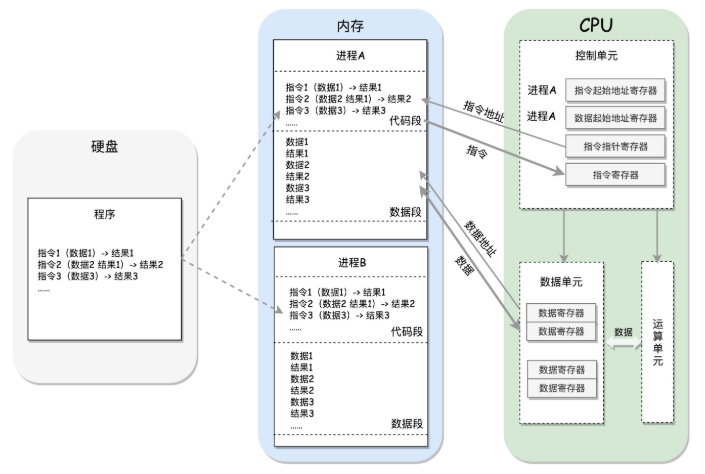 硬盘
程序
指令1（数据1）-> 结果1
指令2（数据2 结果1）-> 结果2
指令3（数据3）-> 结果3
......
内存
进程A
指令1（数据1）-> 结果1
指令2（数据2 结果1）-> 结果2
指令3（数据3）-> 结果3
......
代码段
数据1
结果1
数据2
结果2
数据3
结果3
......
数据段
进程B
指令1（数据1）-> 结果1
指令2（数据2 结果1）-> 结果2
指令3（数据3）-> 结果3
......
代码段
数据1
结果1
数据2
结果2
数据3
结果3
......
数据段
指令地址
指令
数据地址
数据
CPU
控制单元
进程A 指令起始地址寄存器
进程A 数据起始地址寄存器
指令指针寄存器
指令寄存器
数据单元
数据寄存器
数据寄存器
数据寄存器
数据寄存器
数据
运算单元